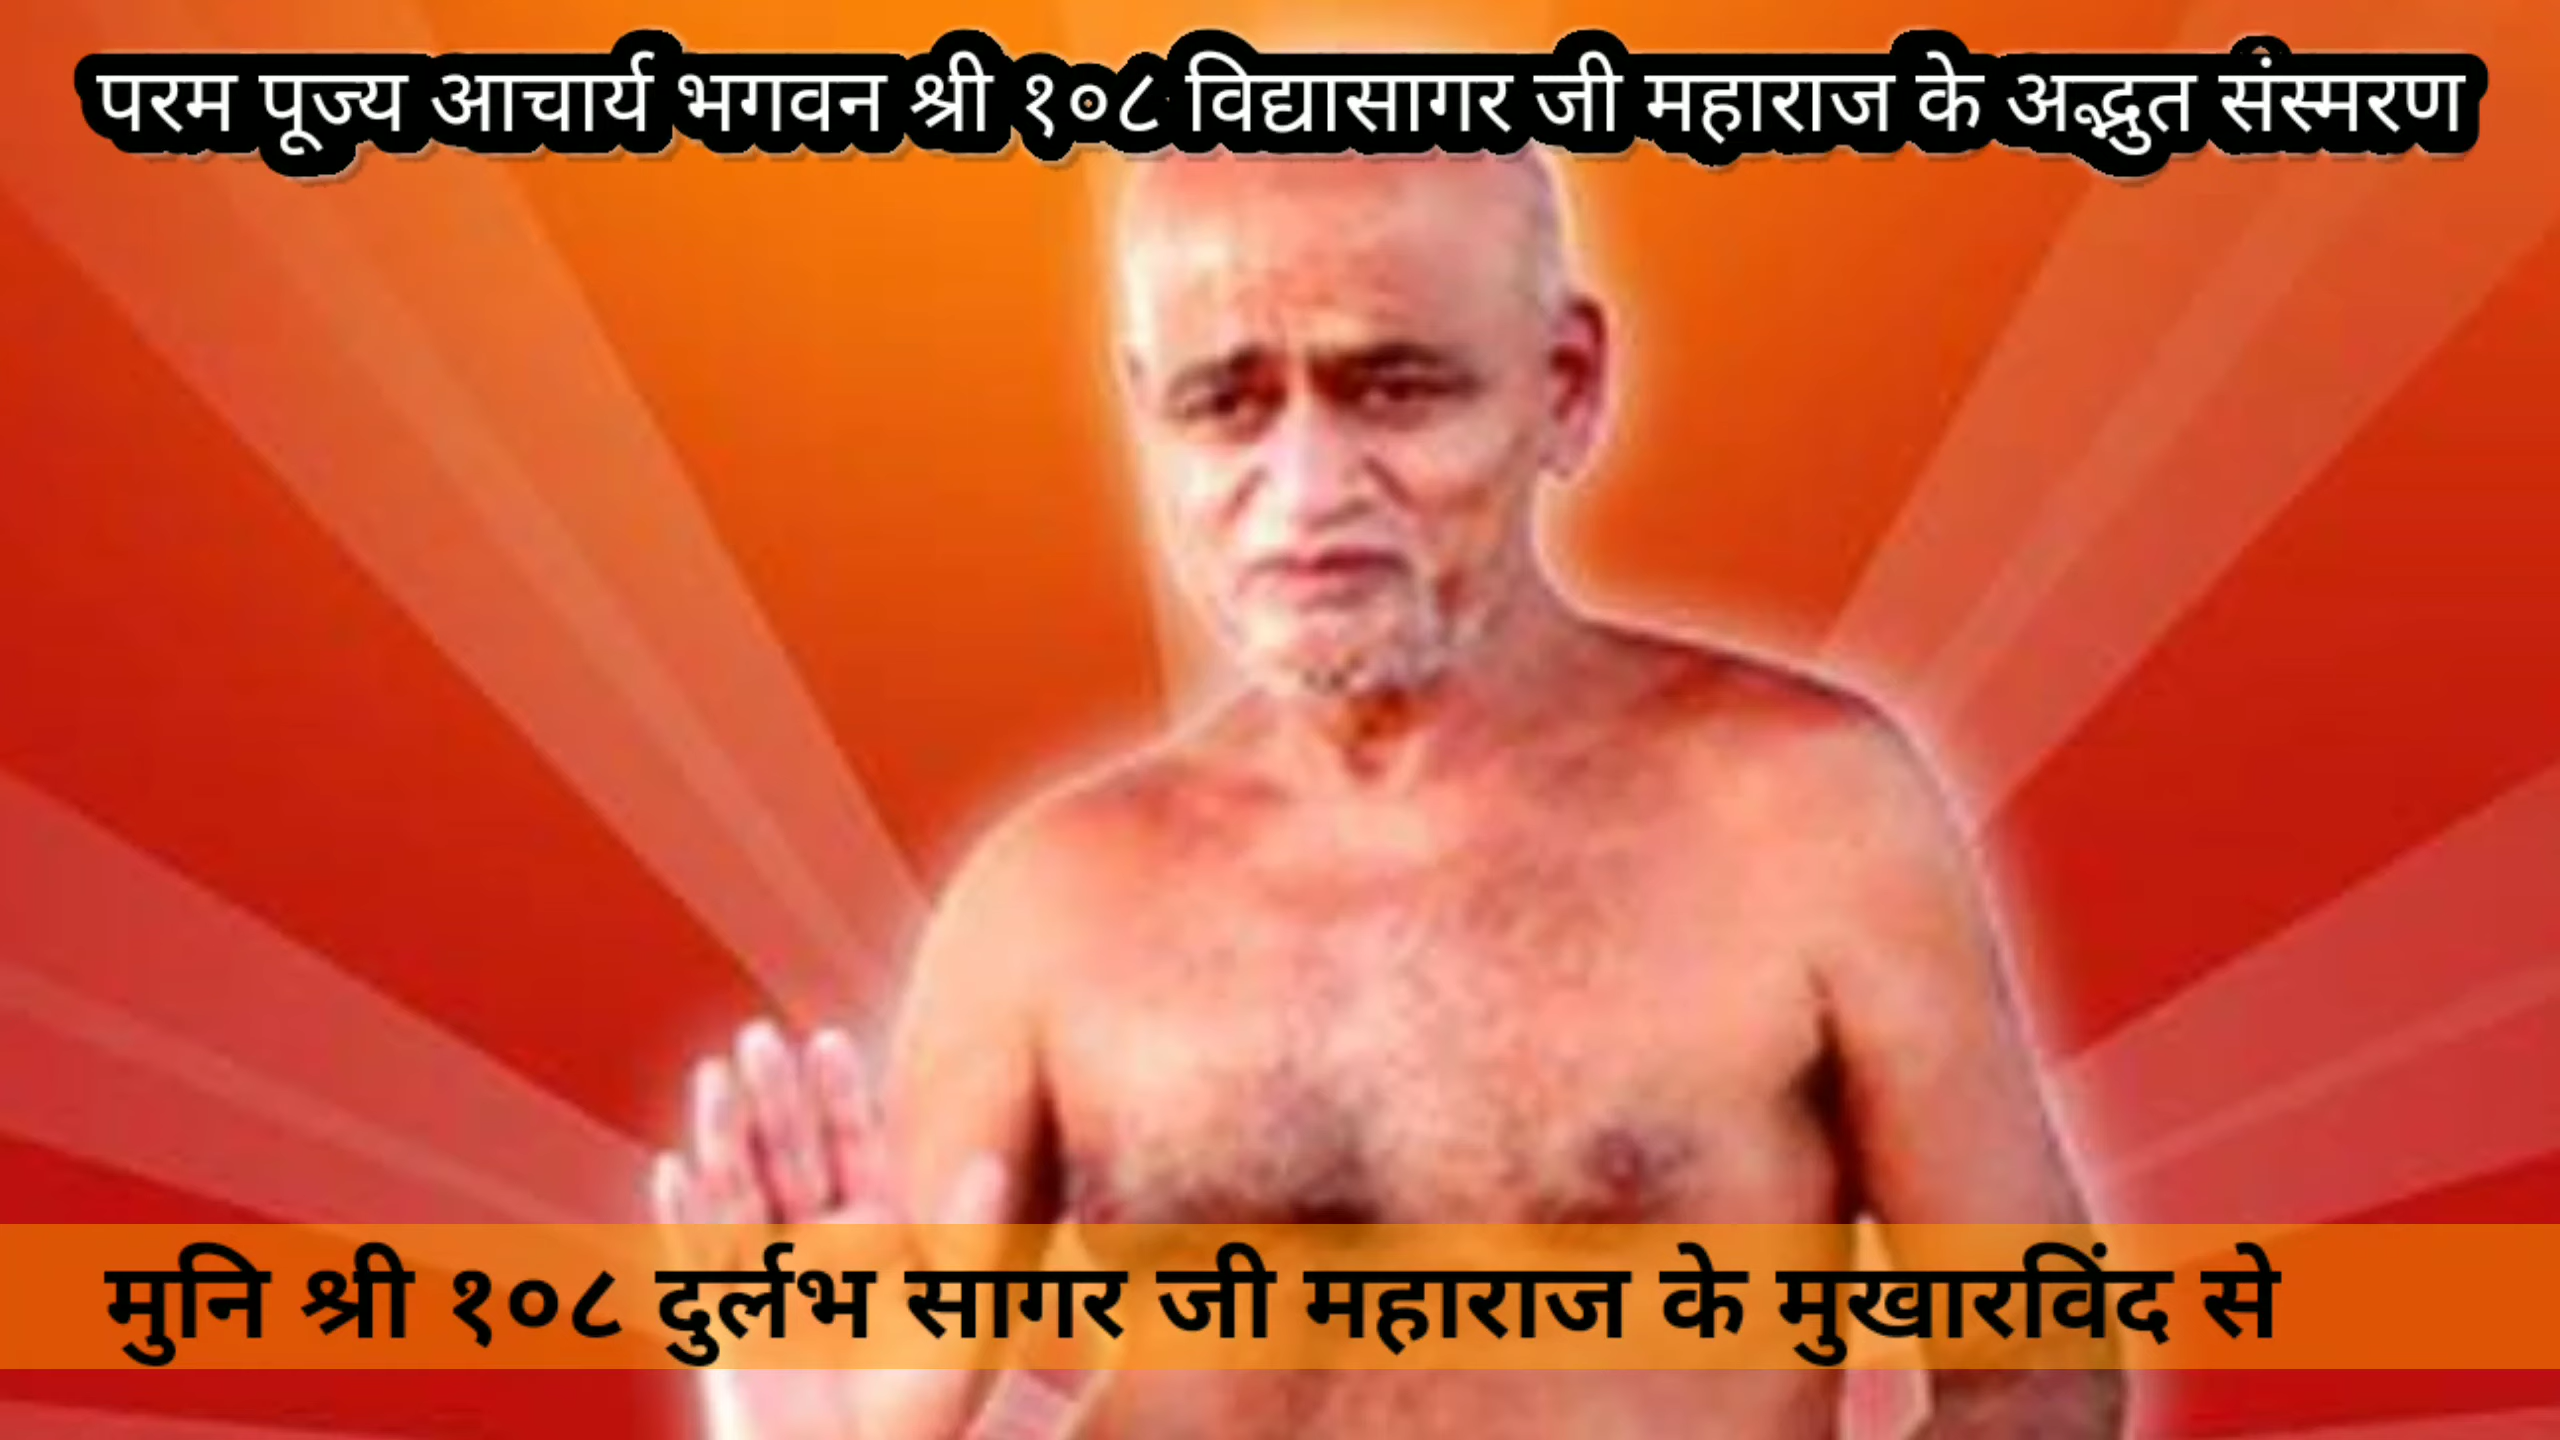 परम पूज्य आचार्य भगवन श्री १०८ विद्यासागर जी महाराज के अद्भुत संस्मरण
मुनि श्री १०८ दुर्लभ सागर जी महाराज के मुखारविंद से